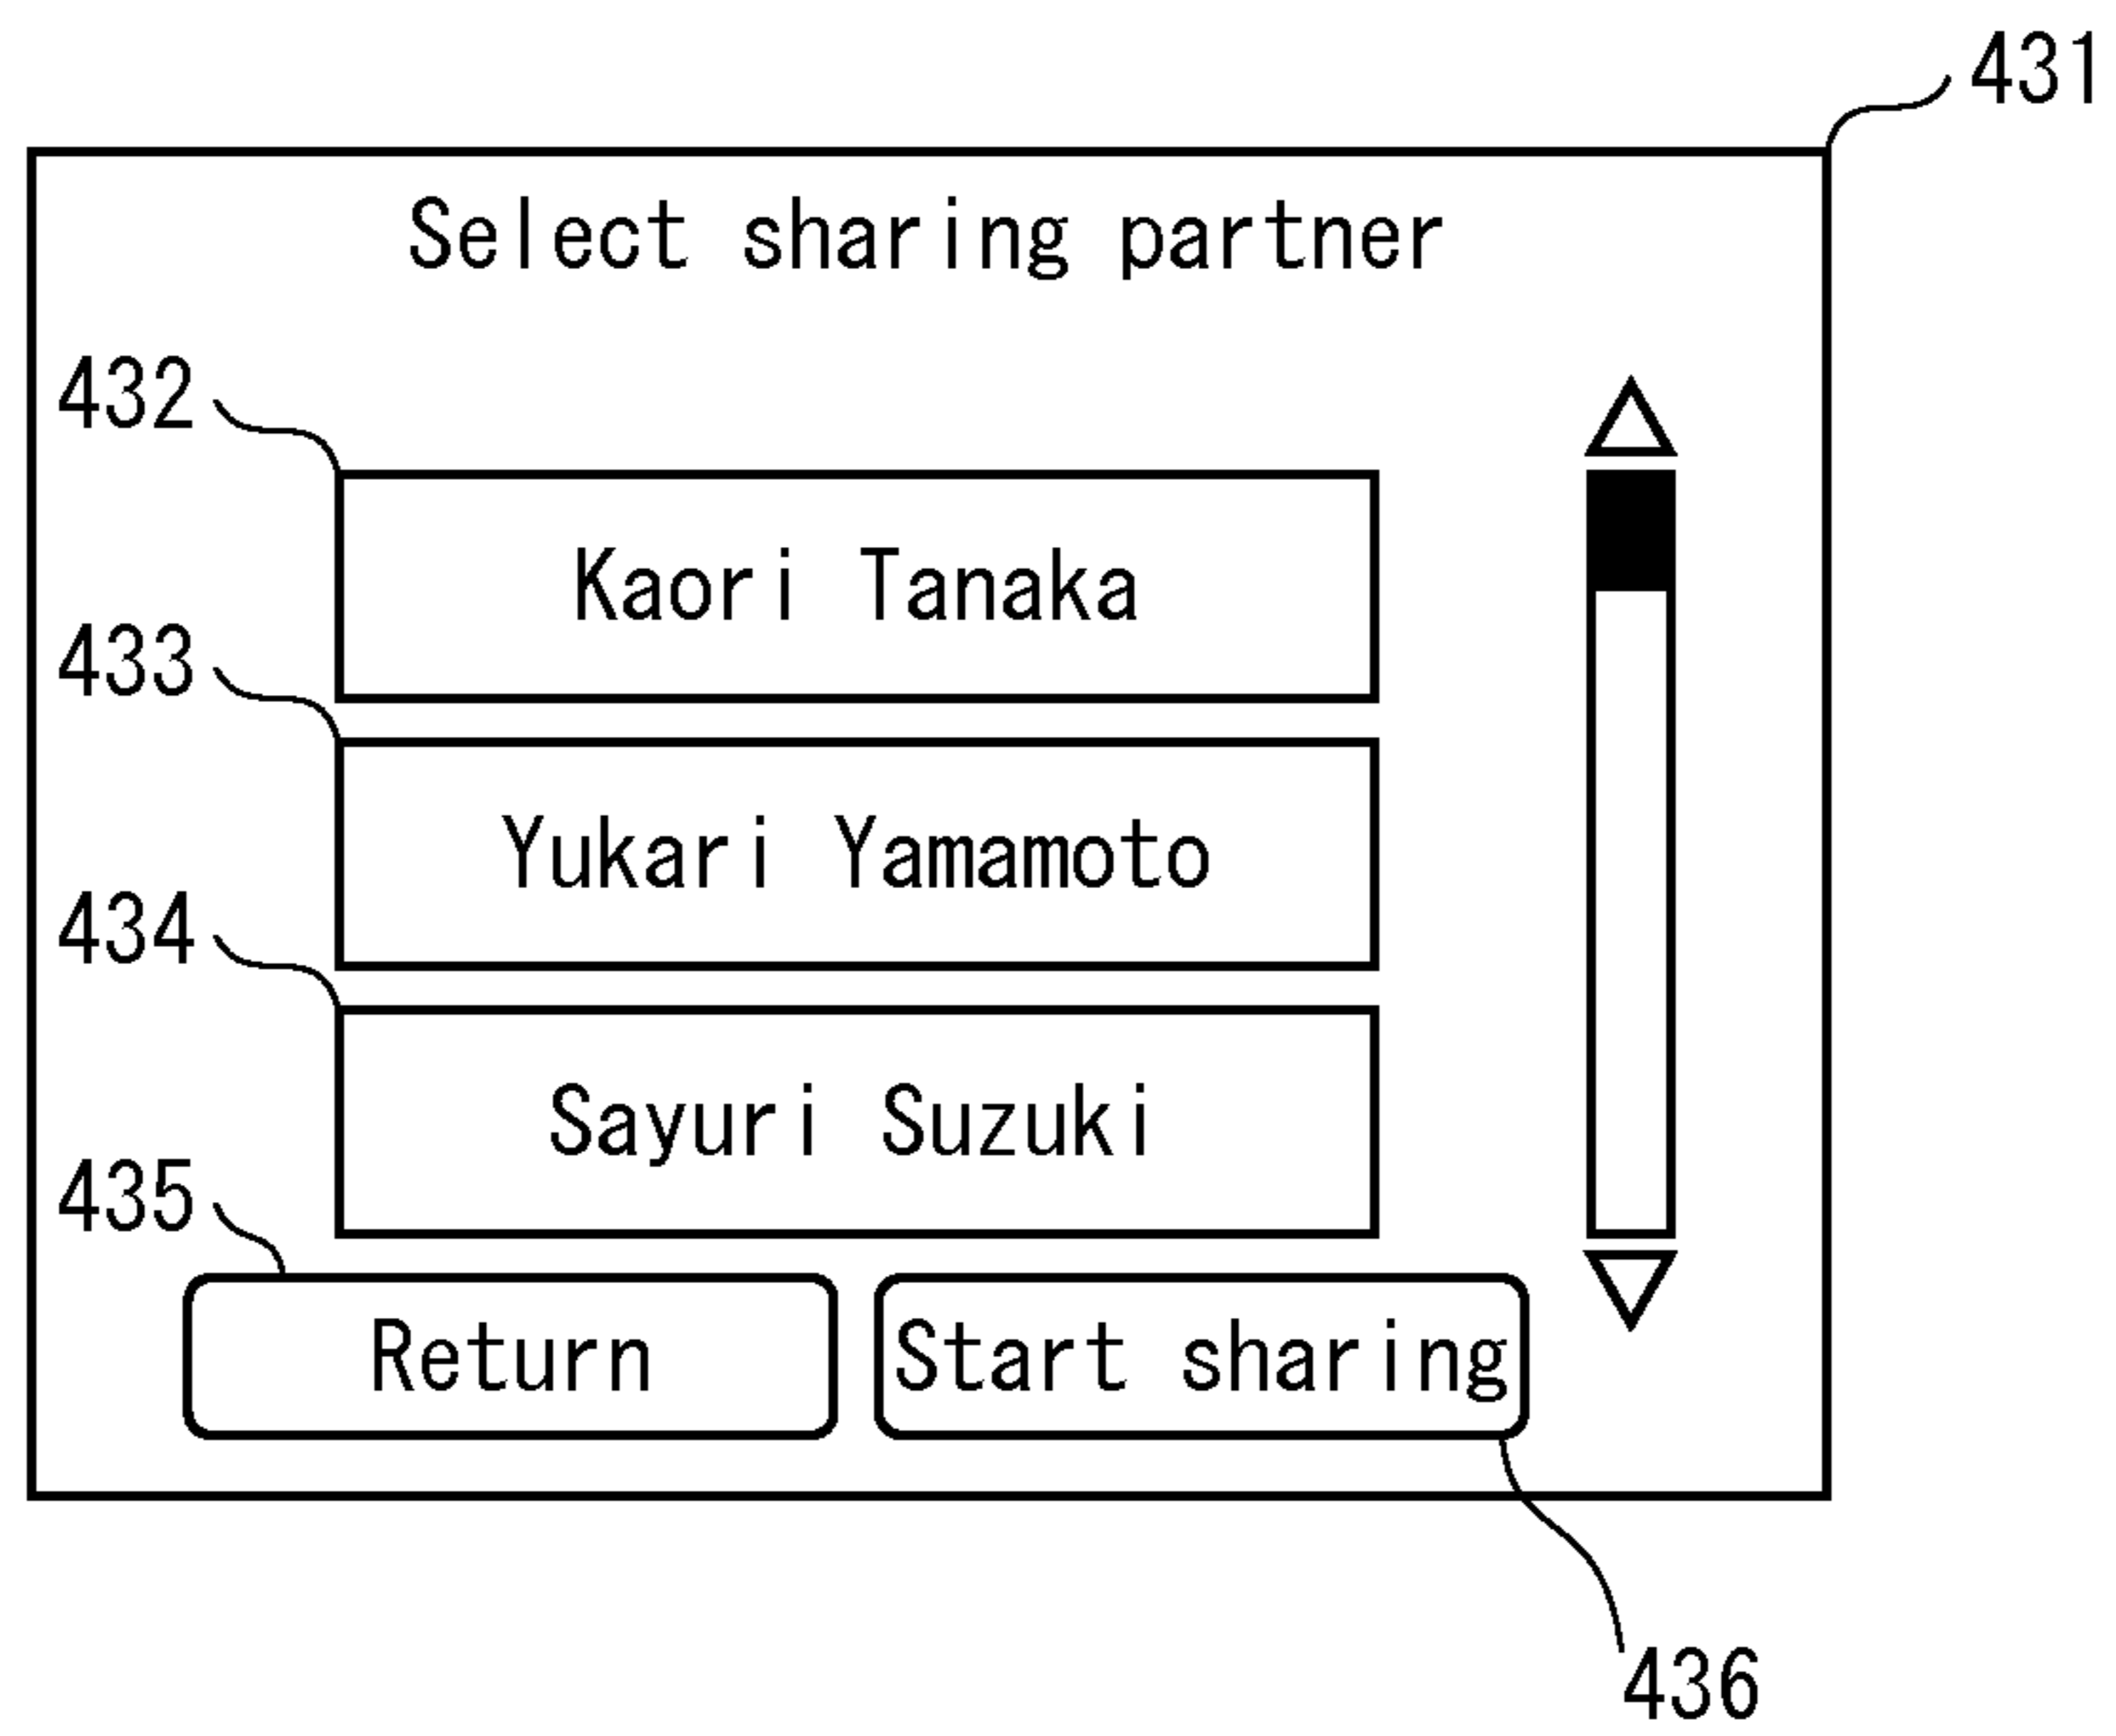 431
Select sharing partner
432
Kaori Tanaka
433
Yukari Yamamoto
434
Sayuri Suzuki
435
Return
Start sharing
436